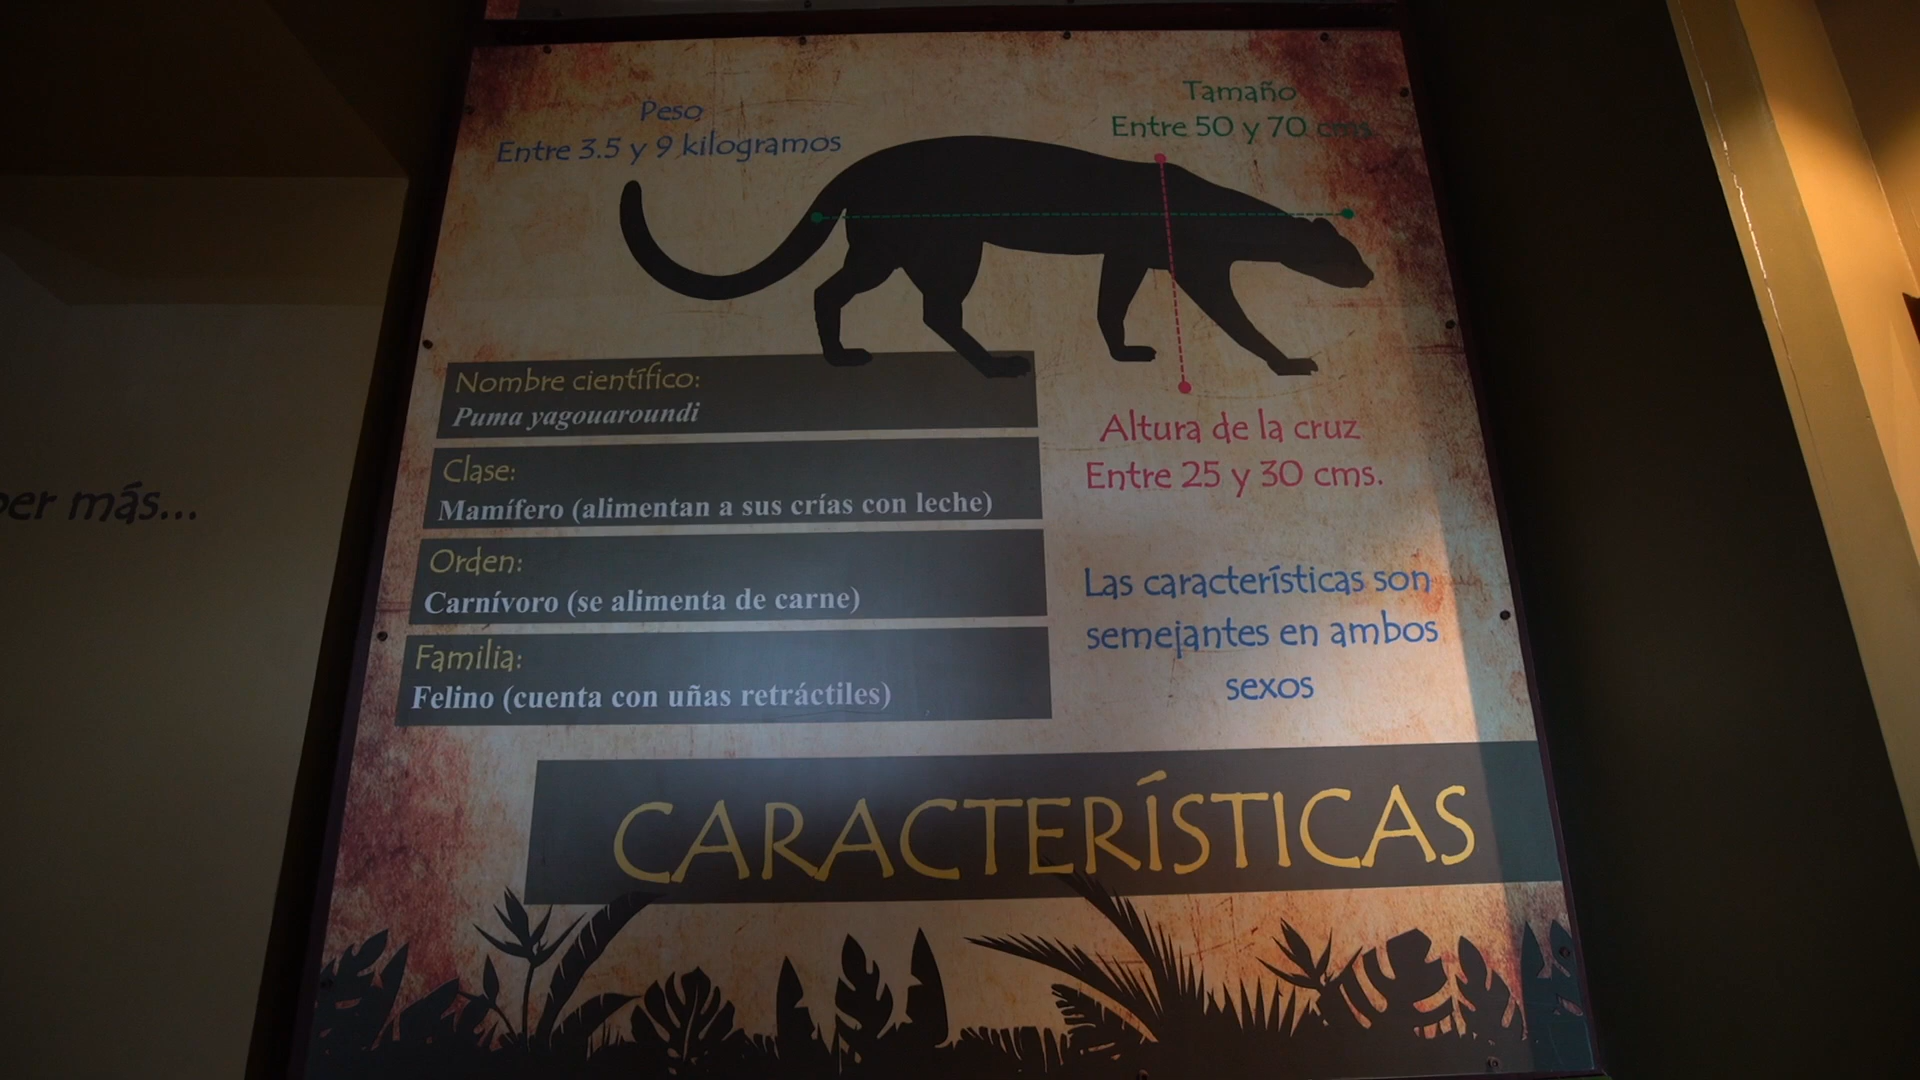 Peso
Entre 3.5 y 9 kilogramos
Tamaño
Entre 50 y 70 cms.
Nombre científico:
Puma yagouaroundi
Clase:
Mamífero (alimentan a sus crías con leche)
Orden:
Carnívoro (se alimenta de carne)
Familia:
Felino (cuenta con uñas retráctiles)
Altura de la cruz
Entre 25 y 30 cms.
Las características son
semejantes en ambos
sexos
CARACTERÍSTICAS
más...